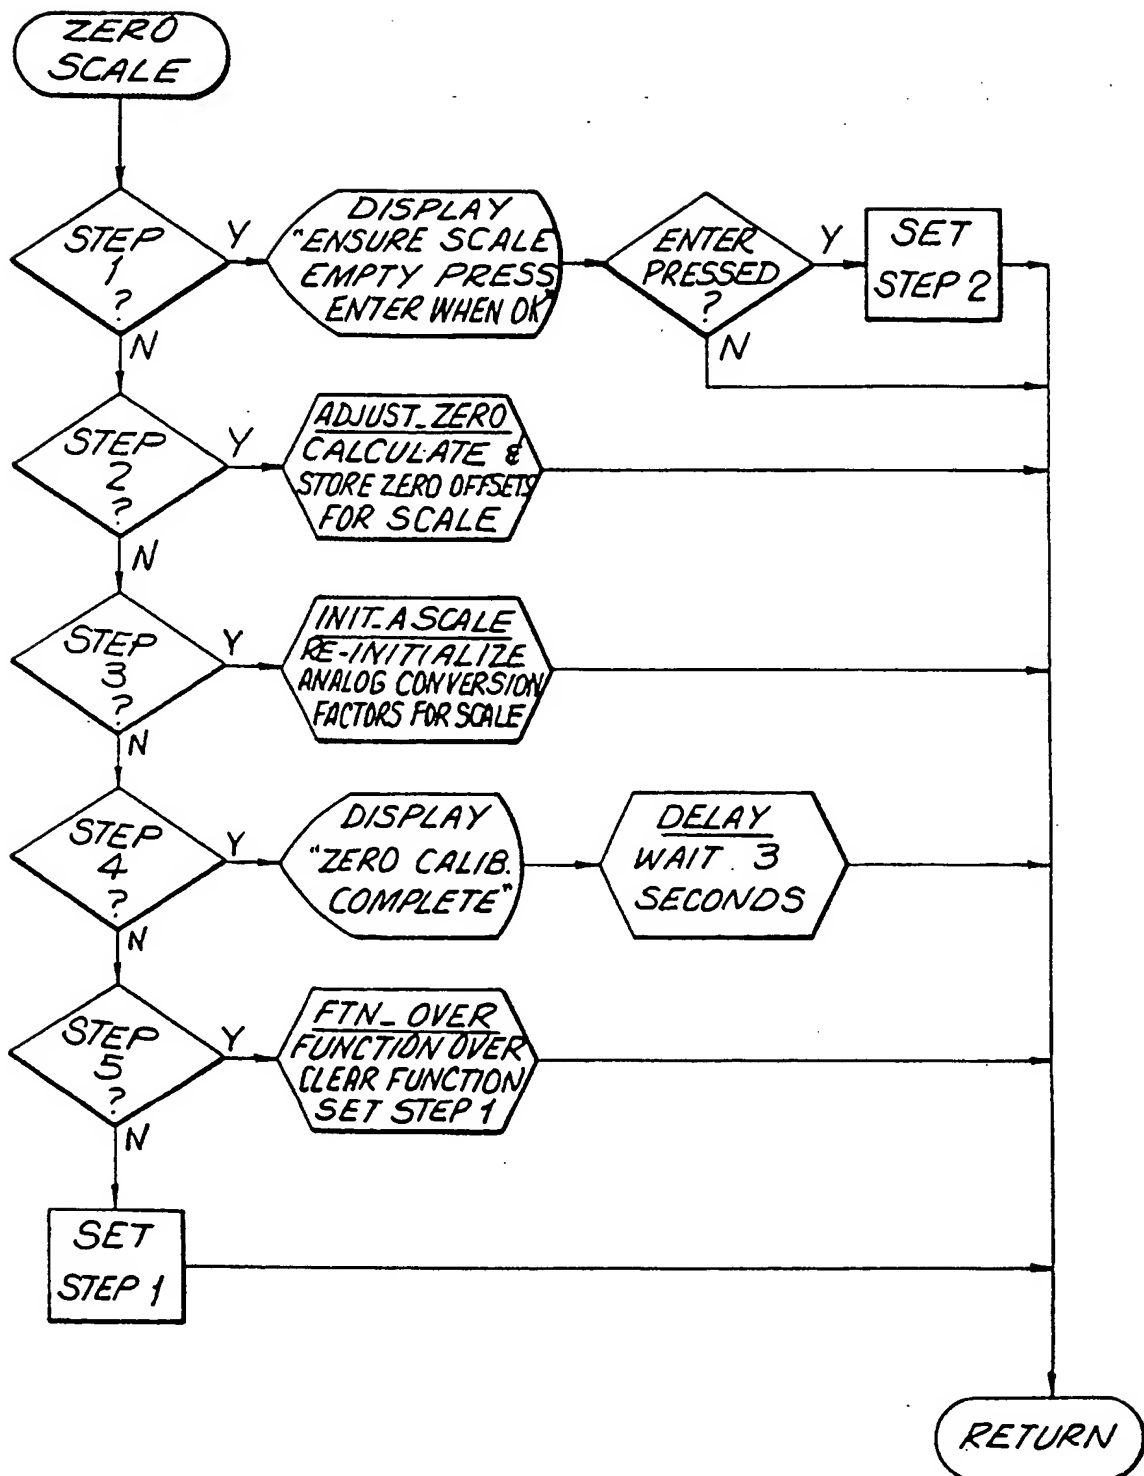 ZERO
SCALE
STEP
1
?
Y
N
DISPLAY
"ENSURE SCALE
EMPTY PRESS
ENTER WHEN OK"
ENTER
PRESSED
?
Y
N
SET
STEP 2
STEP
2
?
Y
N
ADJUST_ZERO
CALCULATE &
STORE ZERO OFFSETS
FOR SCALE
STEP
3
?
Y
N
INIT_A SCALE
RE-INITIALIZE
ANALOG CONVERSION
FACTORS FOR SCALE
STEP
4
?
Y
N
DISPLAY
"ZERO CALIB.
COMPLETE"
DELAY
WAIT 3
SECONDS
STEP
5
?
Y
N
FTN_OVER
FUNCTION OVER
CLEAR FUNCTION
SET STEP 1
SET
STEP 1
RETURN